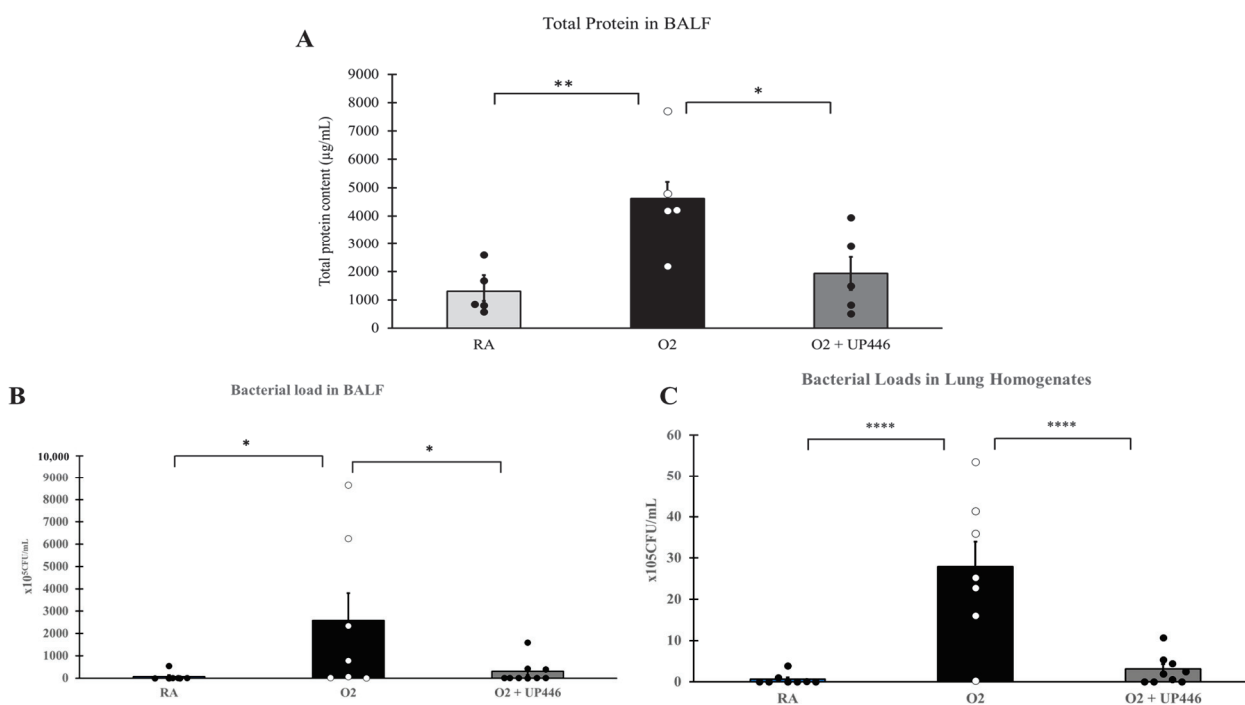 A
Total Protein in BALF
Total protein content (µg/mL)
9000
8000
7000
6000
5000
4000
3000
2000
1000
0
**
*
RA
O2
O2 + UP446
B
Bacterial load in BALF
x10⁵CFU/mL
10,000
9000
8000
7000
6000
5000
4000
3000
2000
1000
0
*
*
RA
O2
O2 + UP446
C
Bacterial Loads in Lung Homogenates
x105CFU/mL
60
50
40
30
20
10
0
****
****
RA
O2
O2 + UP446